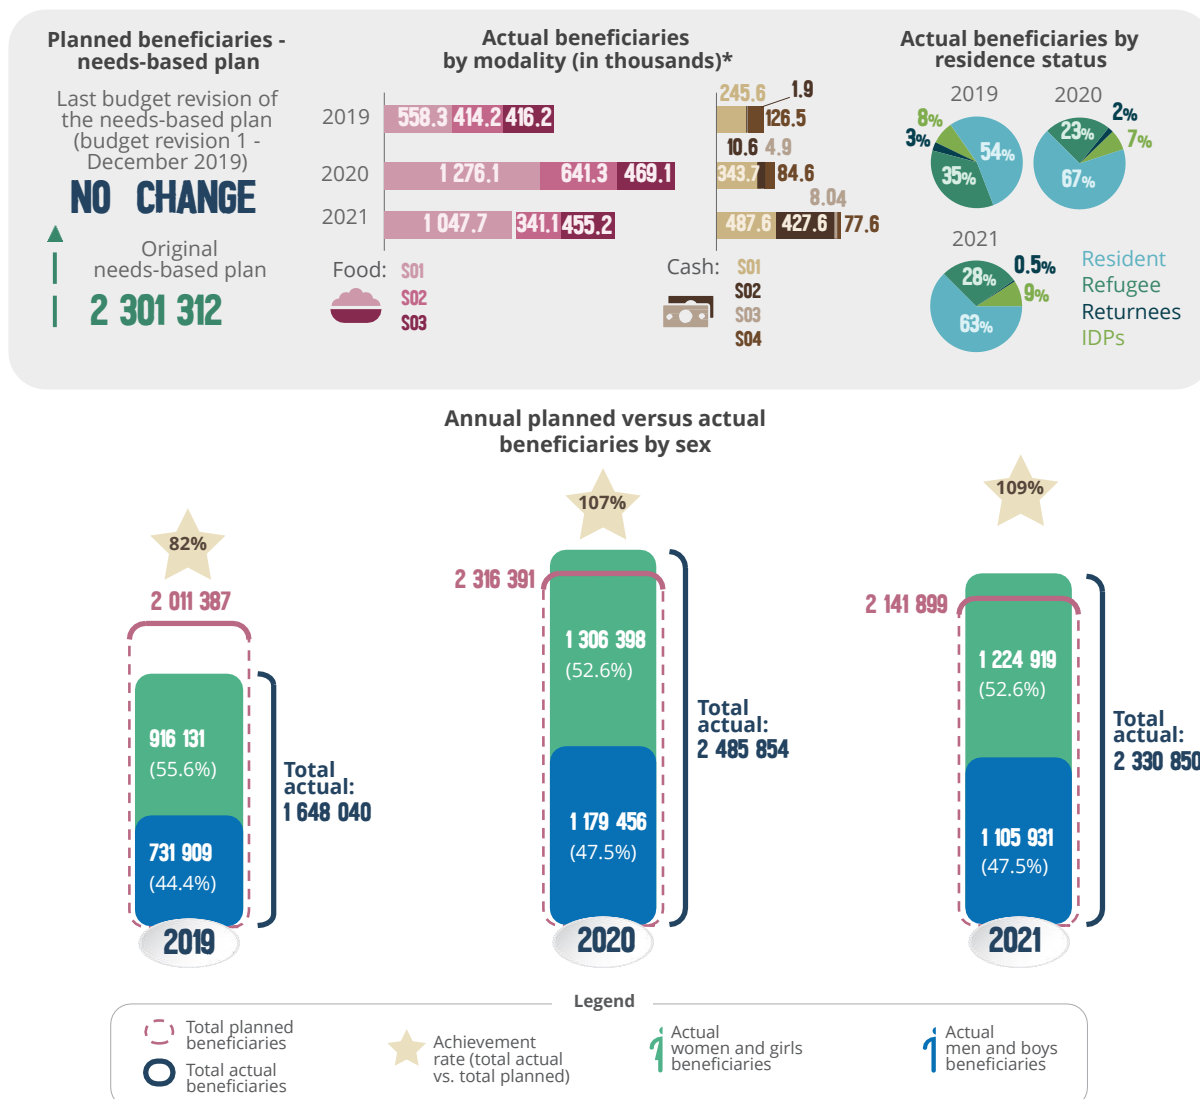 Planned beneficiaries -
needs-based plan
Last budget revision of
the needs-based plan
(budget revision 1 -
December 2019)
NO CHANGE
Original
needs-based plan
2 301 312
Actual beneficiaries
by modality (in thousands)*
2019
558.3 414.2 416.2
2020
1 276.1 641.3 469.1
2021
1 047.7 341.1 455.2
Food: SO1
SO2
SO3
245.6 1.9
126.5
10.6 4.9
343.7 84.6
8.04
487.6 427.6 77.6
Cash: SO1
SO2
SO3
SO4
Actual beneficiaries by
residence status
2019
8%
3%
54%
35%
2020
23%
2%
7%
67%
2021
28%
0.5%
9%
63%
Resident
Refugee
Returnees
IDPs
Annual planned versus actual
beneficiaries by sex
82%
2 011 387
916 131
(55.6%)
731 909
(44.4%)
Total
actual:
1 648 040
2019
107%
2 316 391
1 306 398
(52.6%)
1 179 456
(47.5%)
Total
actual:
2 485 854
2020
109%
2 141 899
1 224 919
(52.6%)
1 105 931
(47.5%)
Total
actual:
2 330 850
2021
Legend
Total planned
beneficiaries
Total actual
beneficiaries
Achievement
rate (total actual
vs. total planned)
Actual
women and girls
beneficiaries
Actual
men and boys
beneficiaries